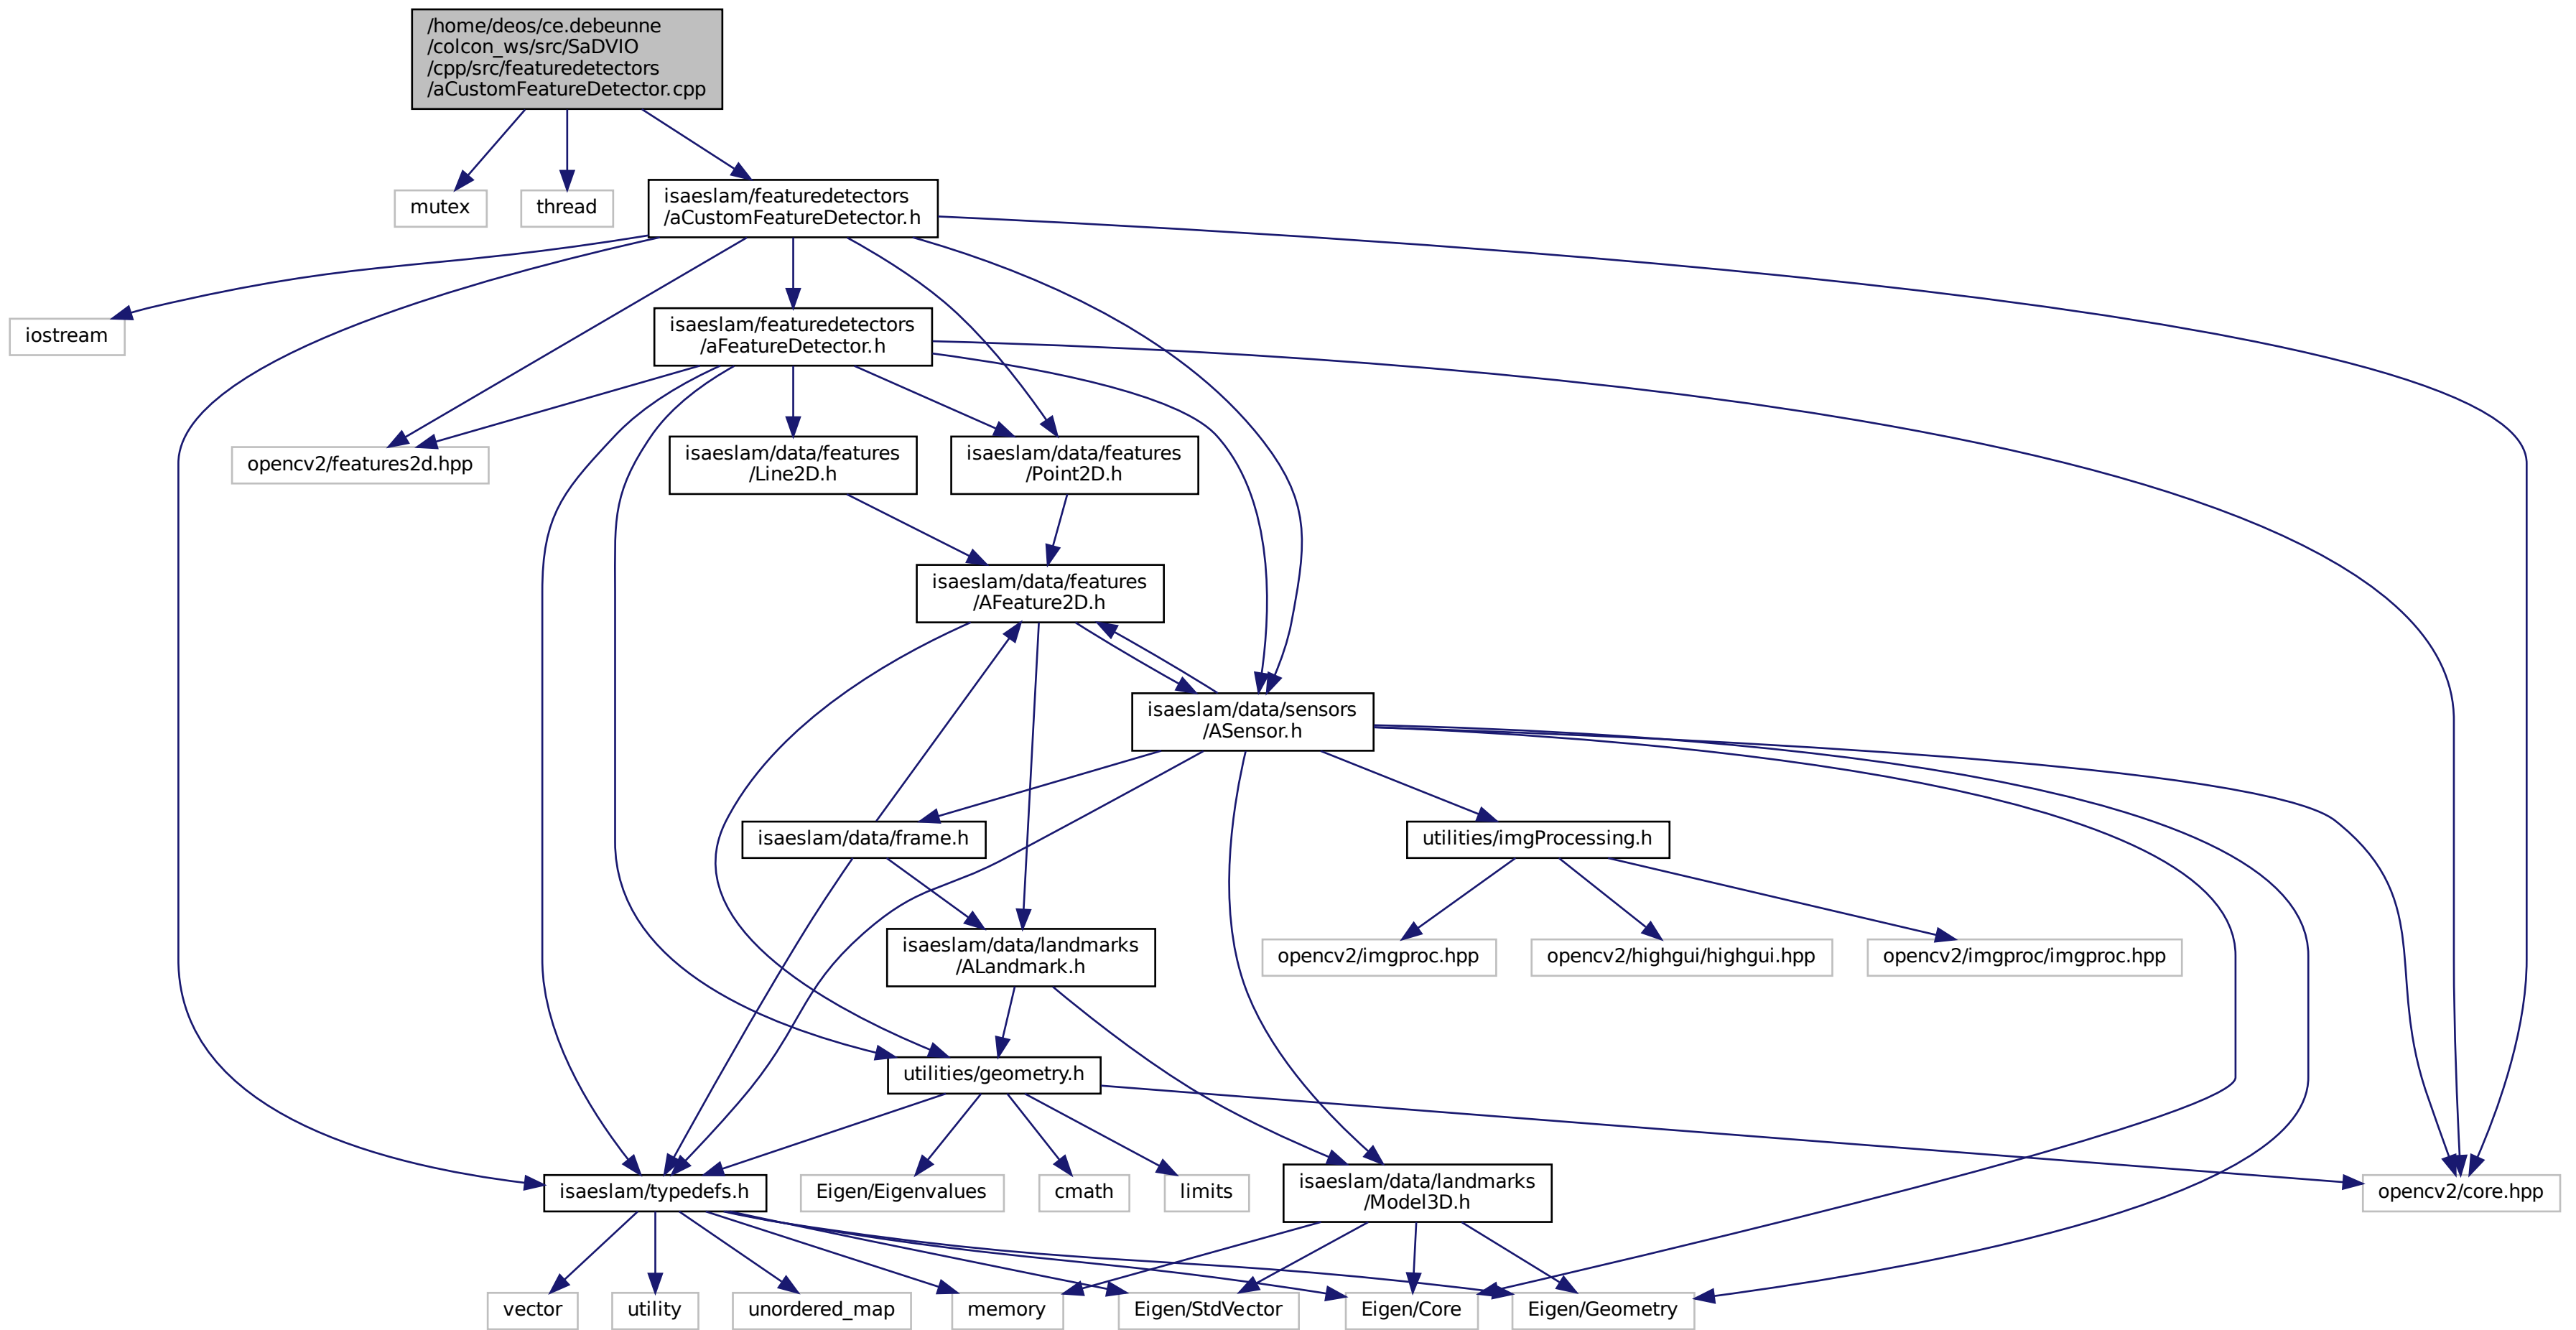 /home/deos/ce.debeunne
/colcon_ws/src/SaDVIO
/cpp/src/featuredetectors
/aCustomFeatureDetector.cpp
mutex
thread
isaeslam/featuredetectors
/aCustomFeatureDetector.h
iostream
isaeslam/featuredetectors
/aFeatureDetector.h
opencv2/features2d.hpp
isaeslam/data/features
/Line2D.h
isaeslam/data/features
/Point2D.h
isaeslam/data/features
/AFeature2D.h
isaeslam/data/sensors
/ASensor.h
isaeslam/data/frame.h
utilities/imgProcessing.h
isaeslam/data/landmarks
/ALandmark.h
opencv2/imgproc.hpp
opencv2/highgui/highgui.hpp
opencv2/imgproc/imgproc.hpp
utilities/geometry.h
isaeslam/typedefs.h
Eigen/Eigenvalues
cmath
limits
isaeslam/data/landmarks
/Model3D.h
opencv2/core.hpp
vector
utility
unordered_map
memory
Eigen/StdVector
Eigen/Core
Eigen/Geometry